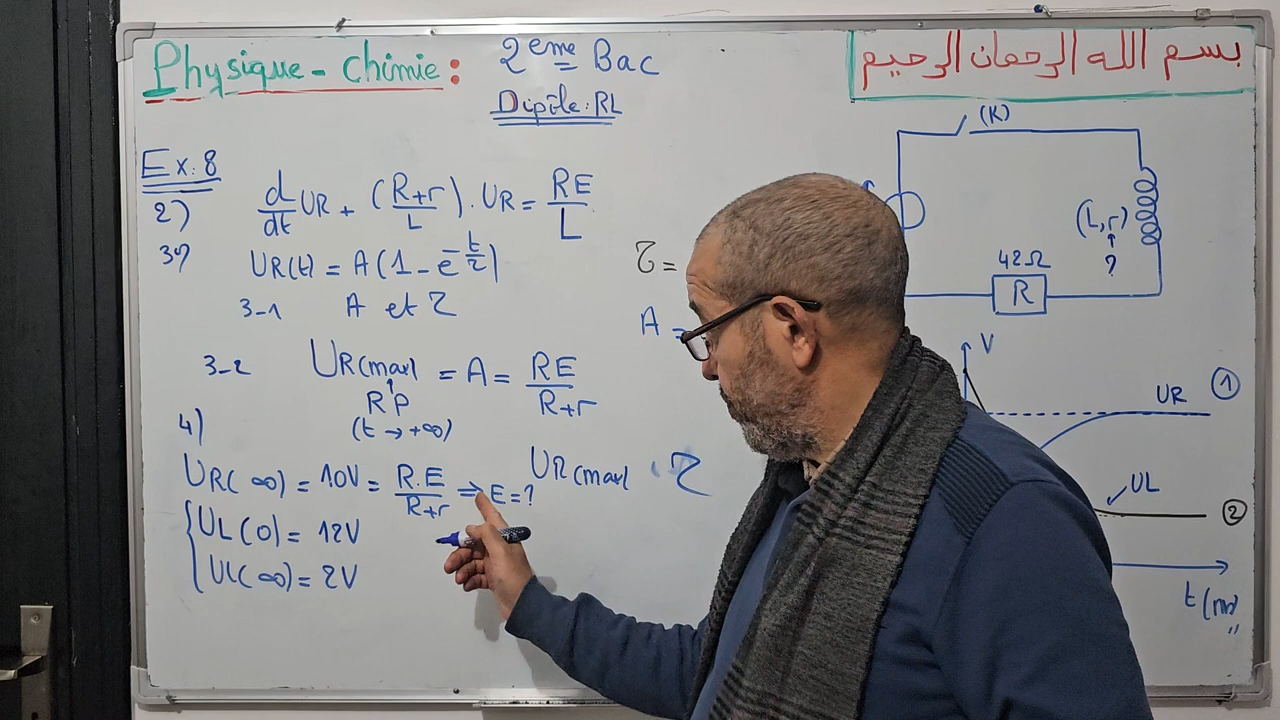 Physique - chimie :
2eme Bac
Dipôle: RL
بسم الله الرحمان الرحيم
Ex: 8
2) d/dt UR + (R+r/L) . UR = RE/L
3°) UR(t) = A(1 - e^-t/τ)
3-1 A et τ
3-2 UR(max) = A = RE/R+r
RP
(t → +∞)
4)
UR(∞) = 10V = R.E/R+r ⇒ E = ?
UL(0) = 12V
UL(∞) = 2V
UR(max) τ
τ =
A =
(K)
(L,r)
?
42Ω
R
V
UR 1
UL 2
t(ms)